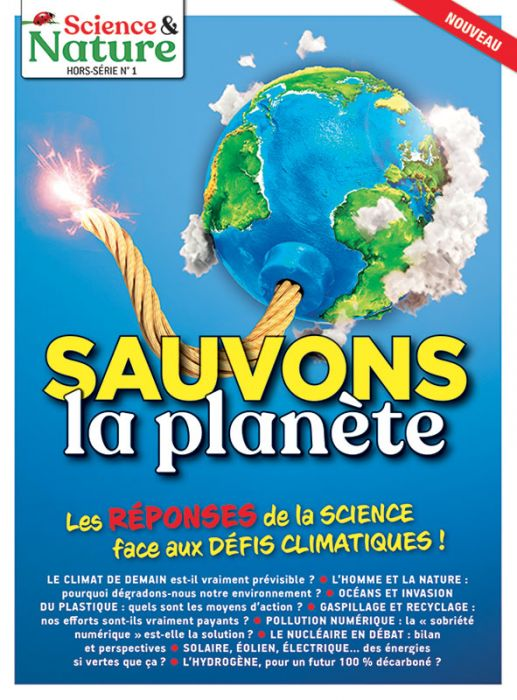 Science &
Nature
HORS-SÉRIE N° 1
NOUVEAU
SAUVONS
la planète
Les RÉPONSES de la SCIENCE
face aux DÉFIS CLIMATIQUES !
LE CLIMAT DE DEMAIN est-il vraiment prévisible ? ● L'HOMME ET LA NATURE :
pourquoi dégradons-nous notre environnement ? ● OCÉANS ET INVASION
DU PLASTIQUE : quels sont les moyens d'action ? ● GASPILLAGE ET RECYCLAGE :
nos efforts sont-ils vraiment payants ? ● POLLUTION NUMÉRIQUE : la « sobriété
numérique » est-elle la solution ? ● LE NUCLÉAIRE EN DÉBAT : bilan
et perspectives ● SOLAIRE, ÉOLIEN, ÉLECTRIQUE... des énergies
si vertes que ça ? ● L'HYDROGÈNE, pour un futur 100 % décarboné ?